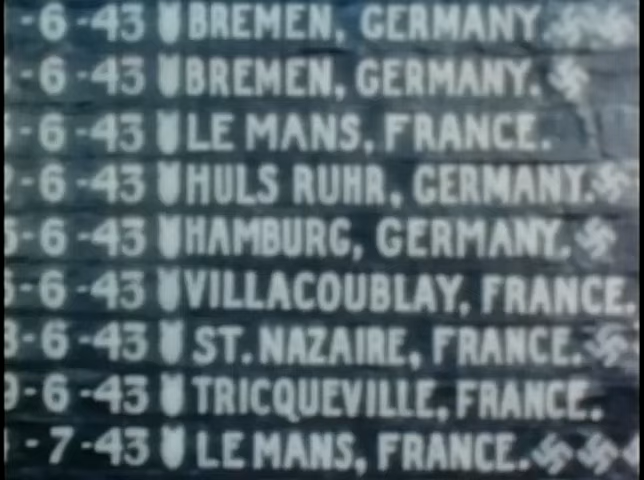 -6-43 BREMEN, GERMANY
-6-43 BREMEN, GERMANY.
-6-43 LE MANS, FRANCE.
-6-43 HULS RUHR, GERMANY.
-6-43 HAMBURG, GERMANY.
-6-43 VILLACOUBLAY, FRANCE.
-6-43 ST. NAZAIRE, FRANCE.
-6-43 TRICQUEVILLE, FRANCE.
-7-43 LE MANS, FRANCE.